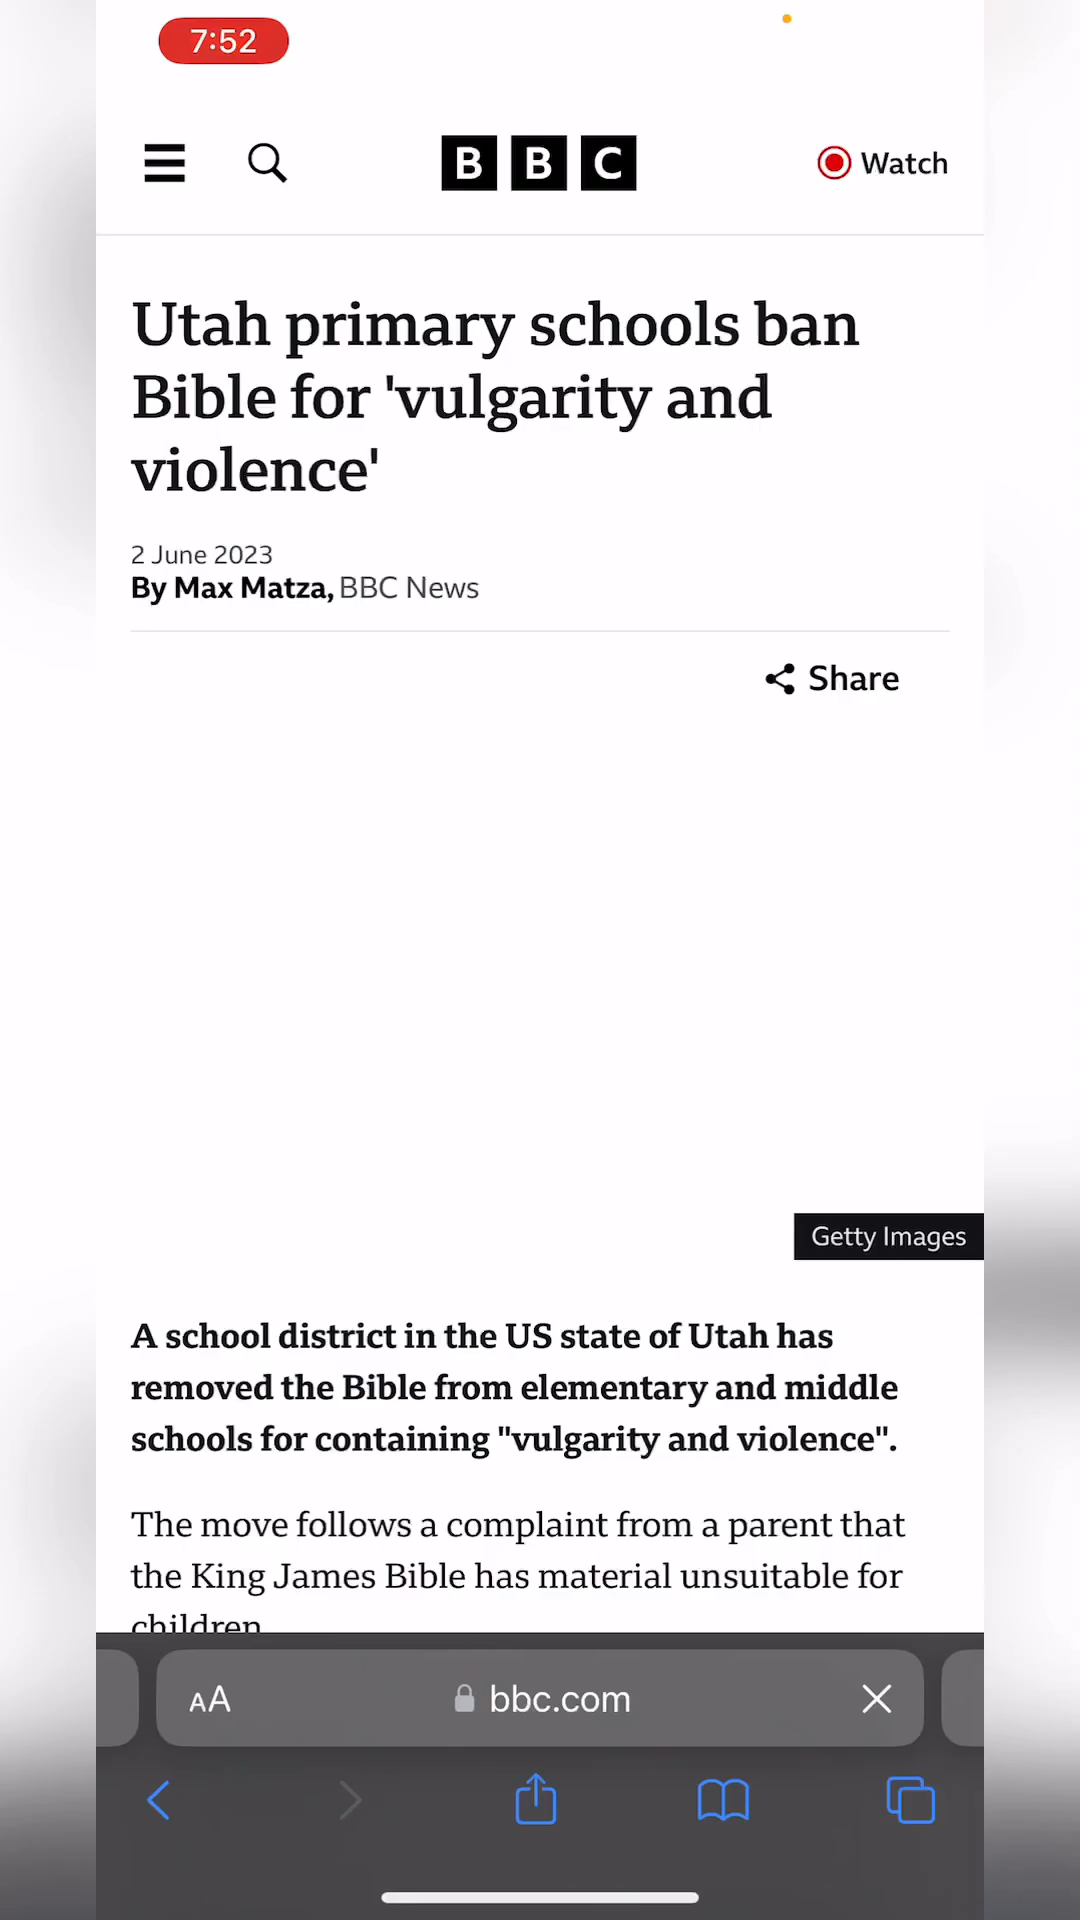 7:52
BBC
Watch
Utah primary schools ban
Bible for 'vulgarity and
violence'
2 June 2023
By Max Matza, BBC News
Share
Getty Images
A school district in the US state of Utah has
removed the Bible from elementary and middle
schools for containing "vulgarity and violence".
The move follows a complaint from a parent that
the King James Bible has material unsuitable for
children
AA
bbc.com